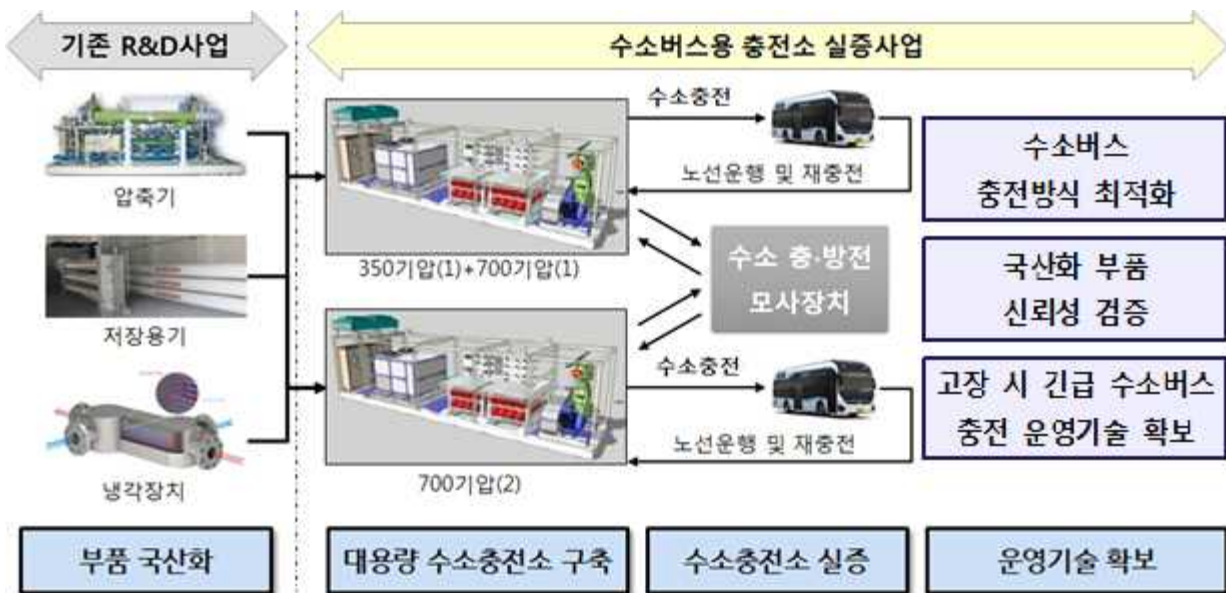 기존 R&D사업
수소버스용 충전소 실증사업
압축기
저장용기
냉각장치
350기압(1)+700기압(1)
700기압(2)
수소충전
노선운행 및 재충전
수소 충·방전
모사장치
수소충전
노선운행 및 재충전
수소버스
충전방식 최적화
국산화 부품
신뢰성 검증
고장 시 긴급 수소버스
충전 운영기술 확보
부품 국산화
대용량 수소충전소 구축
수소충전소 실증
운영기술 확보